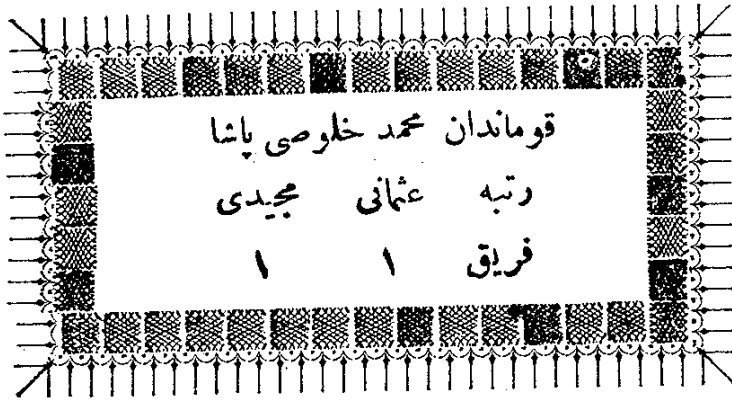 قوماندان محمد خلوصی پاشا
رتبه عثمانی مجیدی
فریق ١ ١